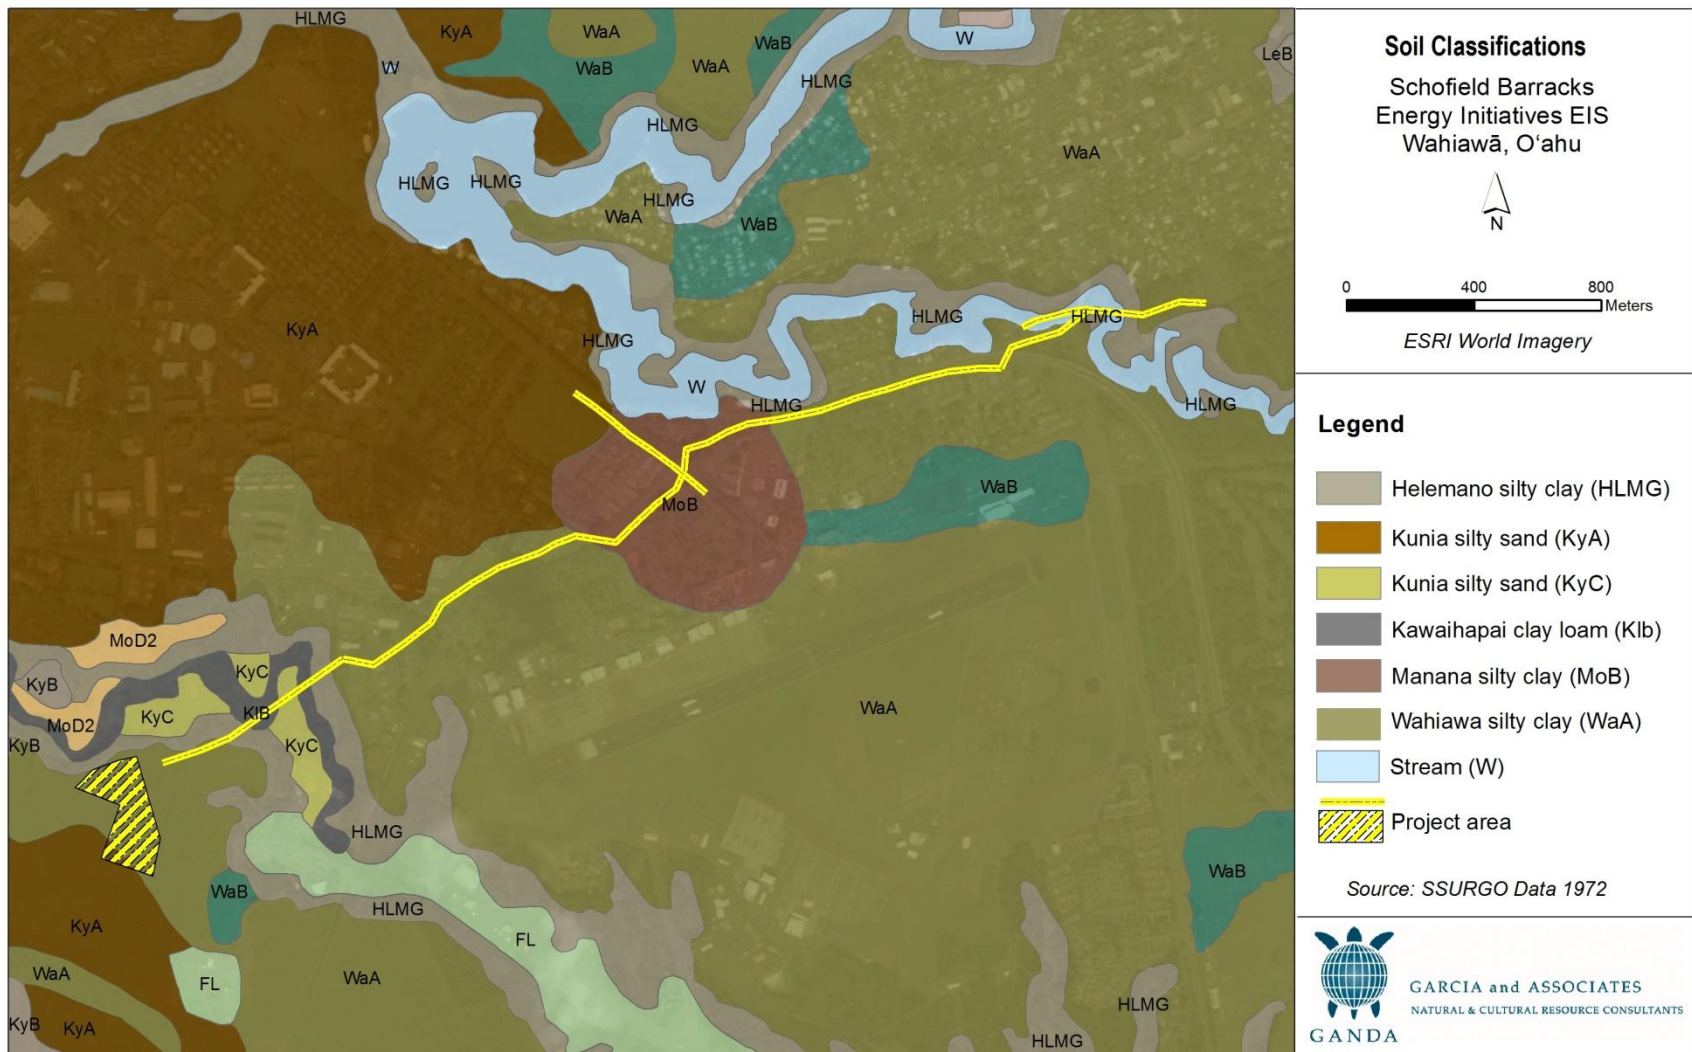 HLMG
KyA
WaA
WaB
WaB
WaA
W
LeB
W
HLMG
HLMG
HLMG
HLMG
WaA
HLMG
WaA
WaB
KyA
HLMG
HLMG
HLMG
W
HLMG
HLMG
WaB
MoB
MoD2
KyB
KyC
MoD2
KyC
KlB
KyC
KyB
WaA
HLMG
WaB
WaB
HLMG
KyA
FL
WaA
FL
WaA
HLMG
KyB
KyA
HLMG
Soil Classifications
Schofield Barracks
Energy Initiatives EIS
Wahiawā, Oʻahu
N
0 400 800
Meters
ESRI World Imagery
Legend
Helemano silty clay (HLMG)
Kunia silty sand (KyA)
Kunia silty sand (KyC)
Kawaihapai clay loam (Klb)
Manana silty clay (MoB)
Wahiawa silty clay (WaA)
Stream (W)
Project area
Source: SSURGO Data 1972
GARCIA and ASSOCIATES
NATURAL & CULTURAL RESOURCE CONSULTANTS
GANDA